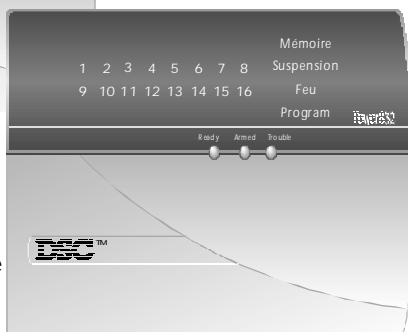 Mémoire
1 2 3 4 5 6 7 8 Suspension
9 10 11 12 13 14 15 16 Feu
Program
Ready Armed Trouble
DSC™
e